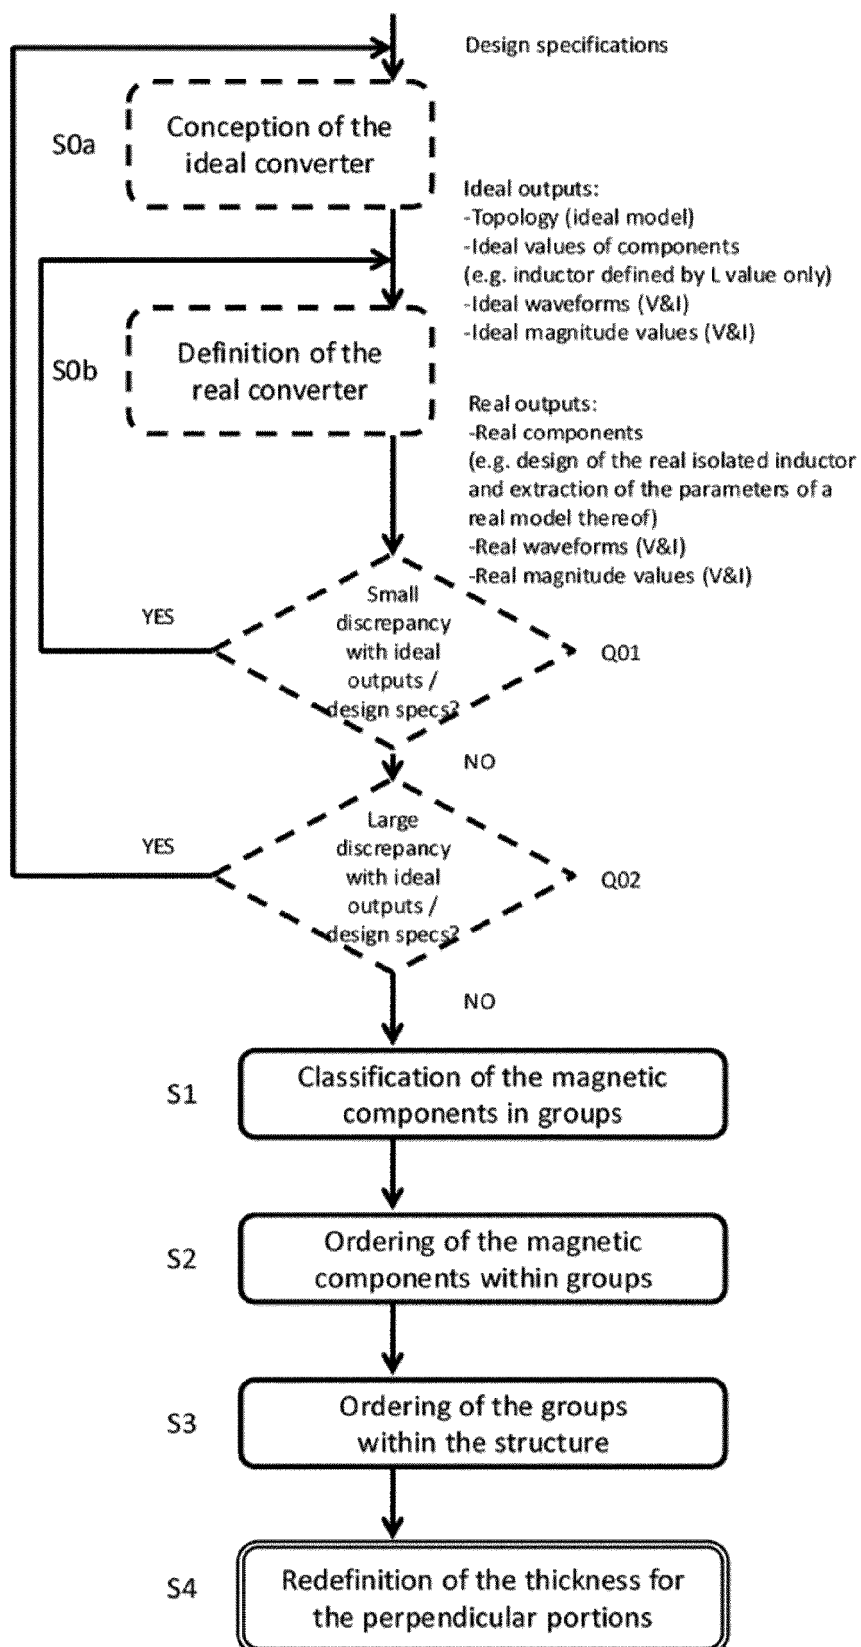 Design specifications
S0a
Conception of the
ideal converter
Ideal outputs:
-Topology (ideal model)
-Ideal values of components
(e.g. inductor defined by L value only)
-Ideal waveforms (V&I)
-Ideal magnitude values (V&I)
S0b
Definition of the
real converter
Real outputs:
-Real components
(e.g. design of the real isolated inductor
and extraction of the parameters of a
real model thereof)
-Real waveforms (V&I)
-Real magnitude values (V&I)
YES
Small
discrepancy
with ideal
outputs /
design specs?
Q01
NO
YES
Large
discrepancy
with ideal
outputs /
design specs?
Q02
NO
S1
Classification of the magnetic
components in groups
S2
Ordering of the magnetic
components within groups
S3
Ordering of the groups
within the structure
S4
Redefinition of the thickness for
the perpendicular portions